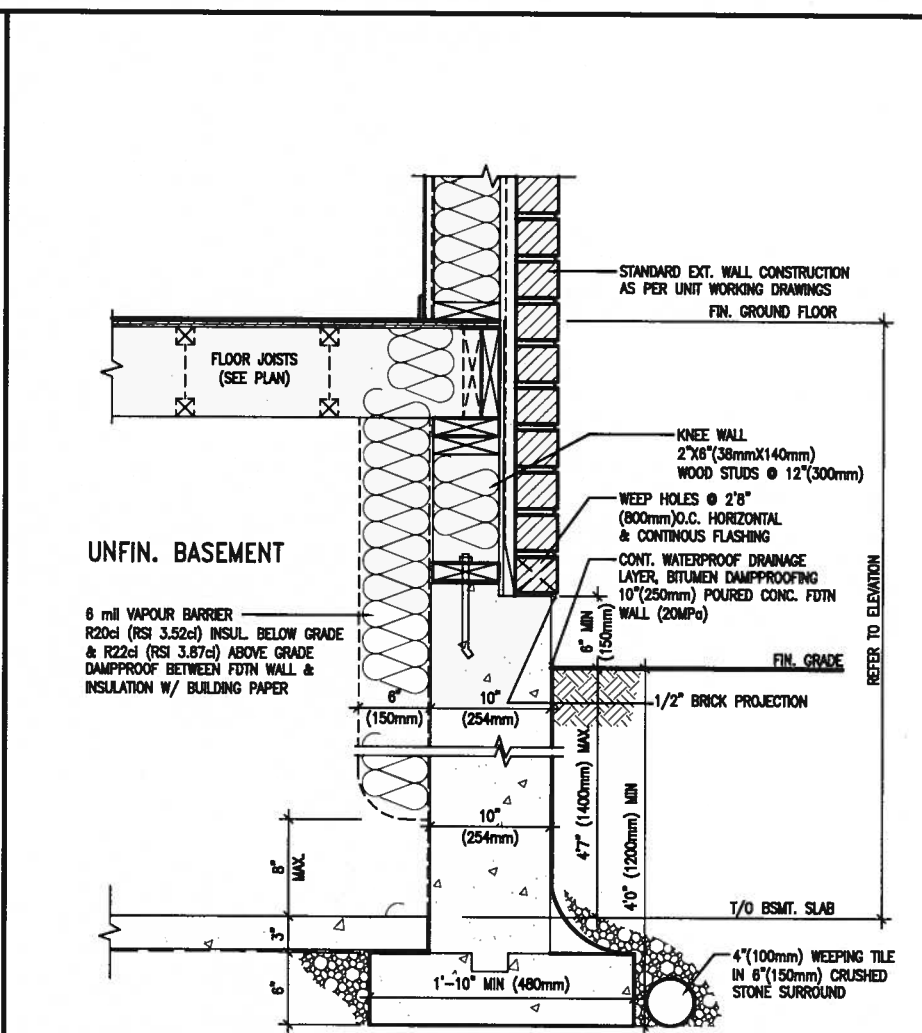 STANDARD EXT. WALL CONSTRUCTION
AS PER UNIT WORKING DRAWINGS
FIN. GROUND FLOOR
FLOOR JOISTS
(SEE PLAN)
KNEE WALL
2"X6"(38mmX140mm)
WOOD STUDS @ 12"(300mm)
WEEP HOLES @ 2'8"
(800mm)O.C. HORIZONTAL
& CONTINOUS FLASHING
UNFIN. BASEMENT
CONT. WATERPROOF DRAINAGE
LAYER, BITUMEN DAMPPROOFING
10"(250mm) POURED CONC. FDTN
WALL (20MPa)
6 mil VAPOUR BARRIER
R20ci (RSI 3.52ci) INSUL. BELOW GRADE
& R22ci (RSI 3.87ci) ABOVE GRADE
DAMPPROOF BETWEEN FDTN WALL &
INSULATION W/ BUILDING PAPER
6" MIN
(150mm)
REFER TO ELEVATION
FIN. GRADE
6"
(150mm)
10"
(254mm)
1/2" BRICK PROJECTION
4'7" (1400mm) MAX.
4'0" (1200mm) MIN
10"
(254mm)
8"
MAX.
T/O BSMT. SLAB
3"
6"
1'-10" MIN (480mm)
4"(100mm) WEEPING TILE
IN 6"(150mm) CRUSHED
STONE SURROUND